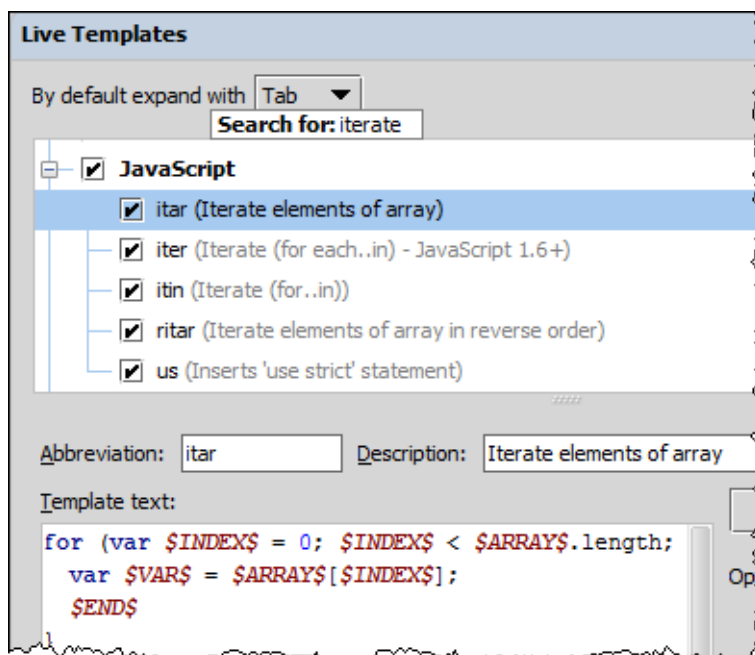 Live Templates
By default expand with Tab
Search for: iterate
JavaScript
itar (Iterate elements of array)
iter (Iterate (for each..in) - JavaScript 1.6+)
itin (Iterate (for..in))
ritar (Iterate elements of array in reverse order)
us (Inserts 'use strict' statement)
Abbreviation: itar Description: Iterate elements of array
Template text:
for (var $INDEX$ = 0; $INDEX$ < $ARRAY$.length;
var $VAR$ = $ARRAY$[$INDEX$];
$END$
}